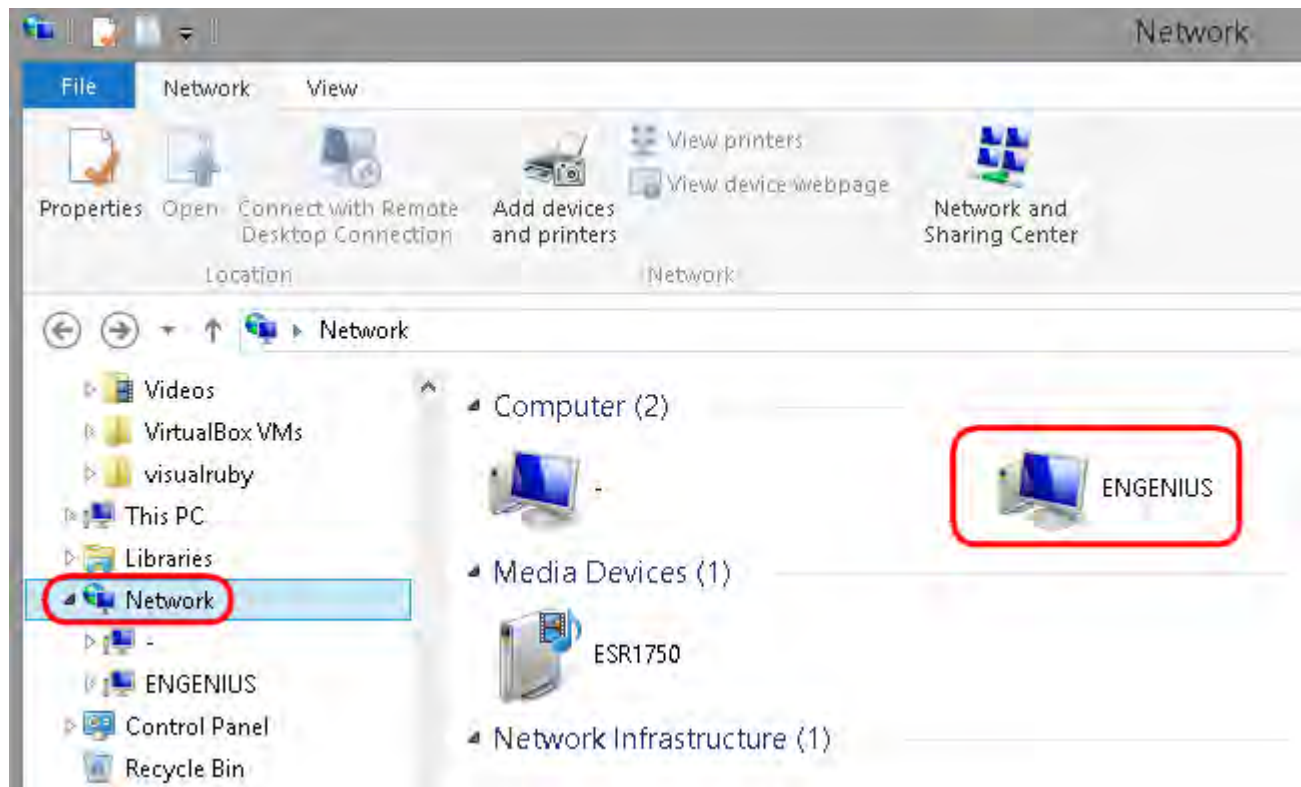 Network
File Network View
View printers
View device webpage
Properties Open Connect with Remote Desktop Connection Add devices and printers Network and Sharing Center
Location Network
Network
Videos
VirtualBox VMs
visualruby
This PC
Libraries
Network
-
ENGENIUS
Control Panel
Recycle Bin
Computer (2)
-
ENGENIUS
Media Devices (1)
ESR1750
Network Infrastructure (1)